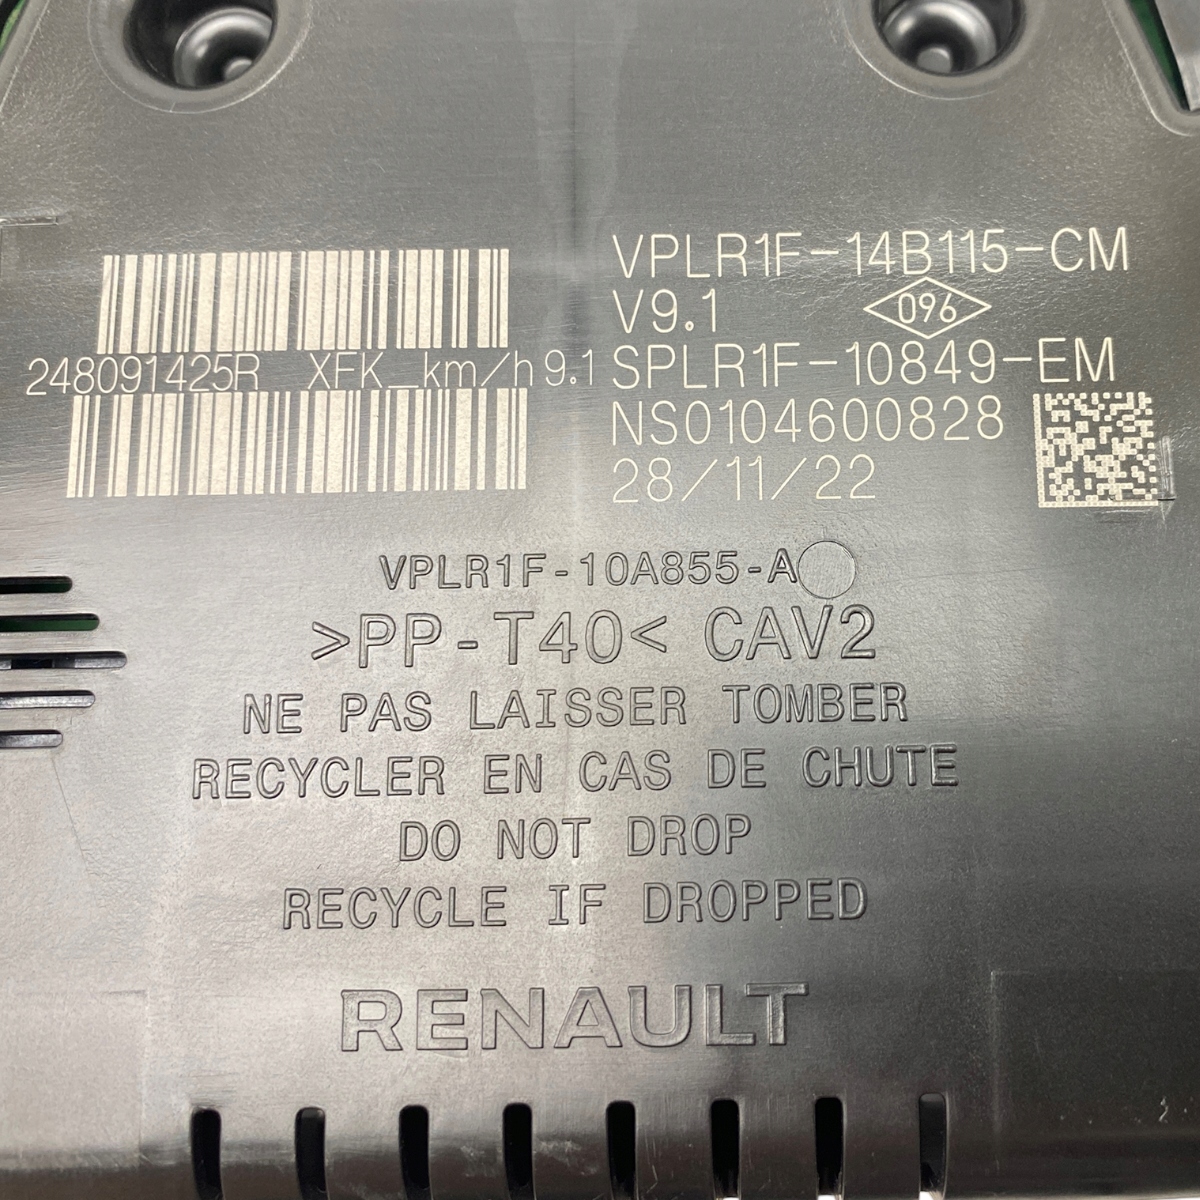 VPLR1F-14B115-CM
V9.1 096
248091425R XFK_km/h 9.1
SPLR1F-10849-EM
NS0104600828
28/11/22
VPLR1F-10A855-A
>PP-T40< CAV2
NE PAS LAISSER TOMBER
RECYCLER EN CAS DE CHUTE
DO NOT DROP
RECYCLE IF DROPPED
RENAULT